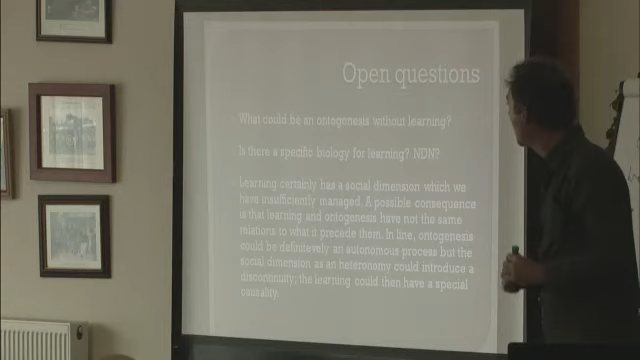 Open questions
What could be an ontogenesis without learning?
Is there a specific biology for learning? NDN?
Learning certainly has a social dimension which we
have insufficiently managed. A possible consequence
is that learning and ontogenesis have not the same
relations to what is precede them. In line, ontogenesis
could be definitively an autonomous process but the
social dimension as an heteronomy could introduce a
discontinuity; the learning could then have a special
causality.